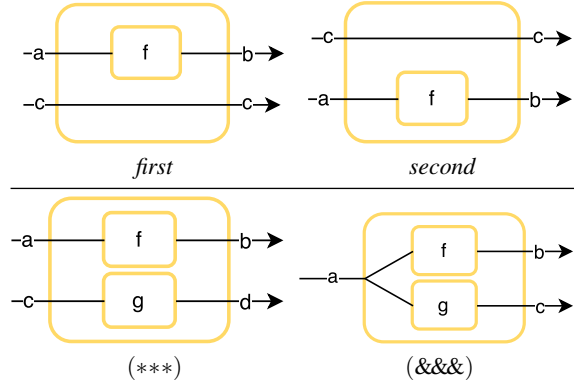 a f b
c c
first
c c
a f b
second
a f b
c g d
(***)
a f b
g c
(&&&)